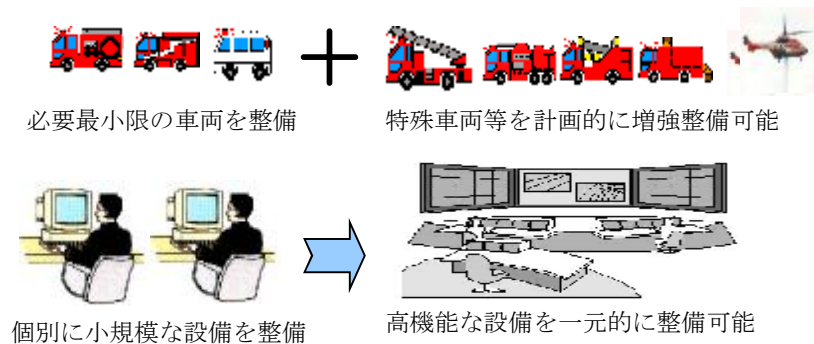 必要最小限の車両を整備
特殊車両等を計画的に増強整備可能
個別に小規模な設備を整備
高機能な設備を一元的に整備可能